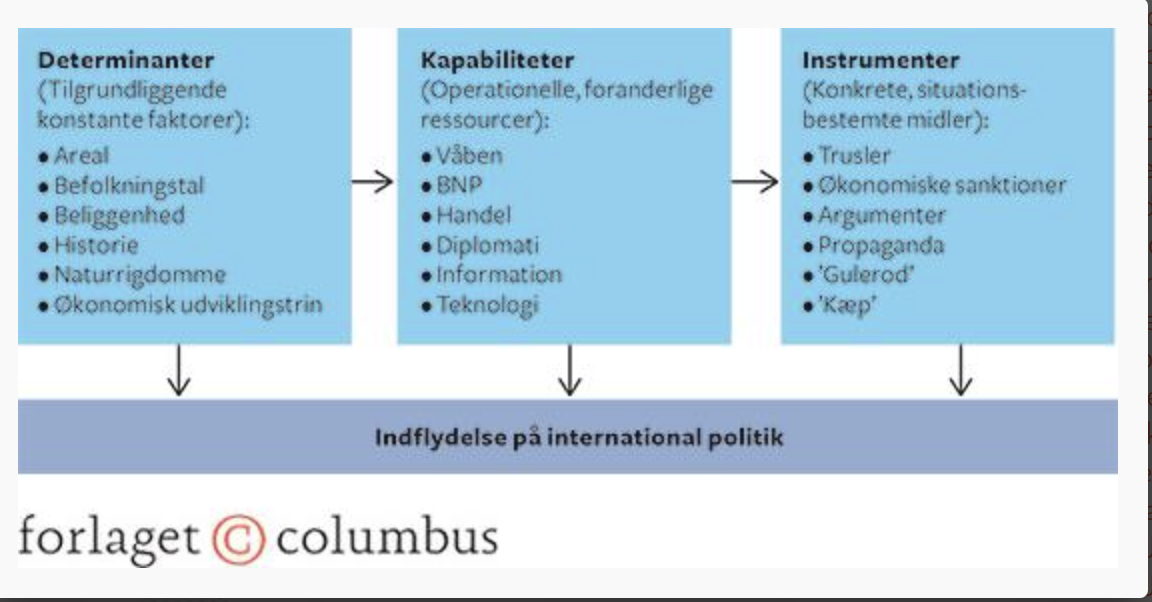 Determinanter
(Tilgrundliggende
konstante faktorer):
• Areal
• Befolkningstal
• Beliggenhed
• Historie
• Naturrigdomme
• Økonomisk udviklingstrin
Kapabiliteter
(Operationelle, foranderlige
ressourcer):
• Våben
• BNP
• Handel
• Diplomati
• Information
• Teknologi
Instrumenter
(Konkrete, situations-
bestemte midler):
• Trusler
• Økonomiske sanktioner
• Argumenter
• Propaganda
• 'Gulerod'
• 'Kæp'
Indflydelse på international politik
forlaget © columbus